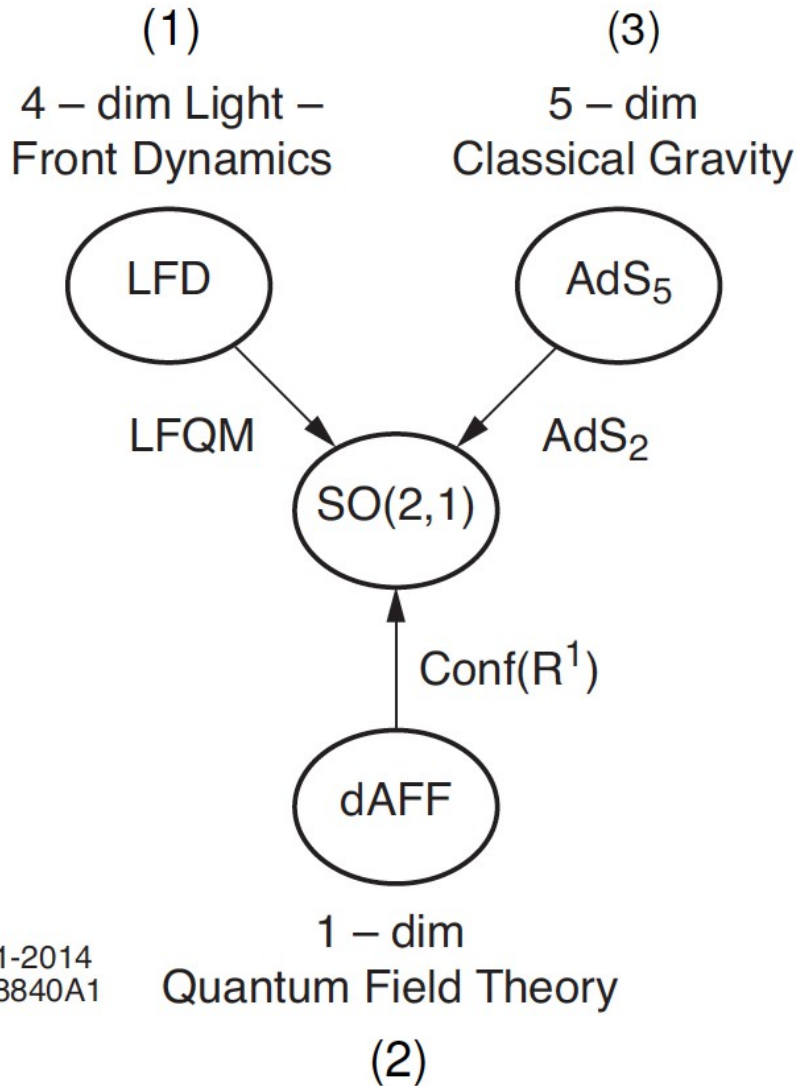 (1)
4 – dim Light –
Front Dynamics
LFD
LFQM
(3)
5 – dim
Classical Gravity
AdS₅
AdS₂
SO(2,1)
Conf(R¹)
dAFF
1 – dim
Quantum Field Theory
(2)
1-2014
8840A1